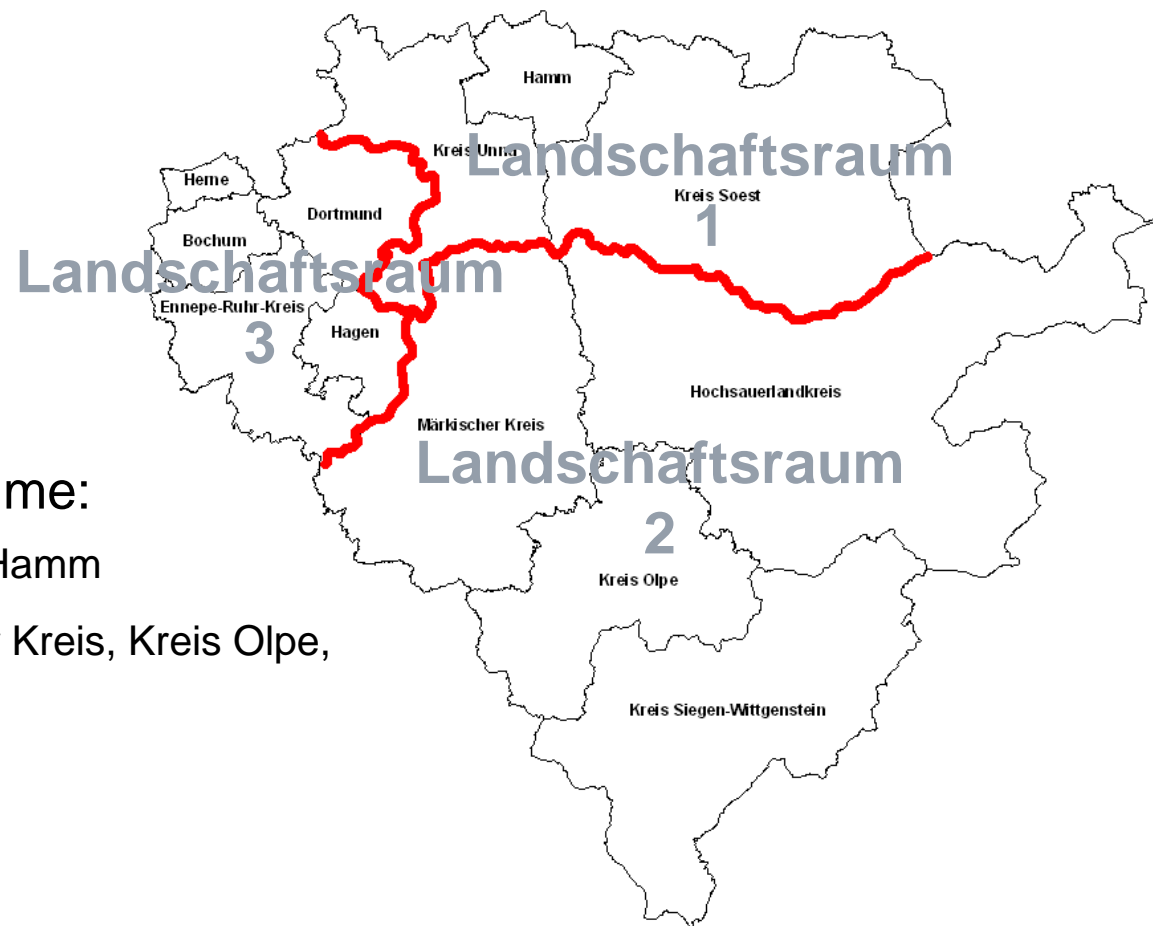 Hamm
Landschaftsraum
1
Kreis Unna
Kreis Soest
Herne
Dortmund
Bochum
Landschaftsraum
3
Ennepe-Ruhr-Kreis
Hagen
Hochsauerlandkreis
Märkischer Kreis
Landschaftsraum
2
Kreis Olpe
Kreis Siegen-Wittgenstein
me:
Hamm
Kreis, Kreis Olpe,